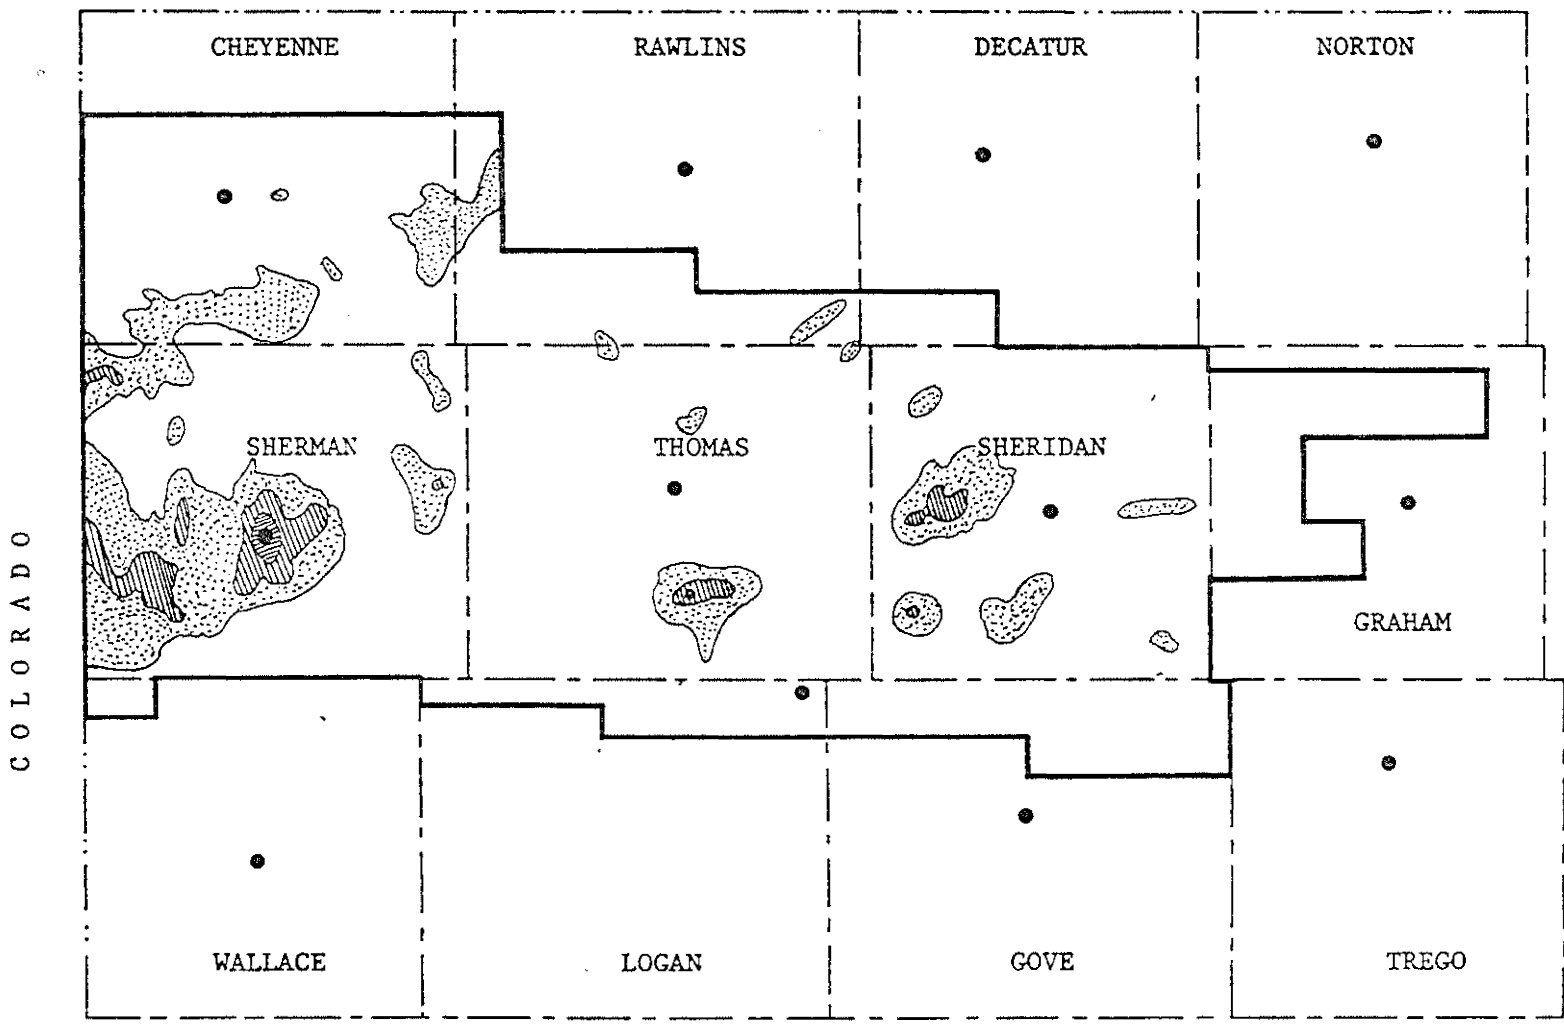 CHEYENNE RAWLINS DECATUR NORTON
SHERMAN THOMAS SHERIDAN
GRAHAM
COLORADO
WALLACE LOGAN GOVE TREGO